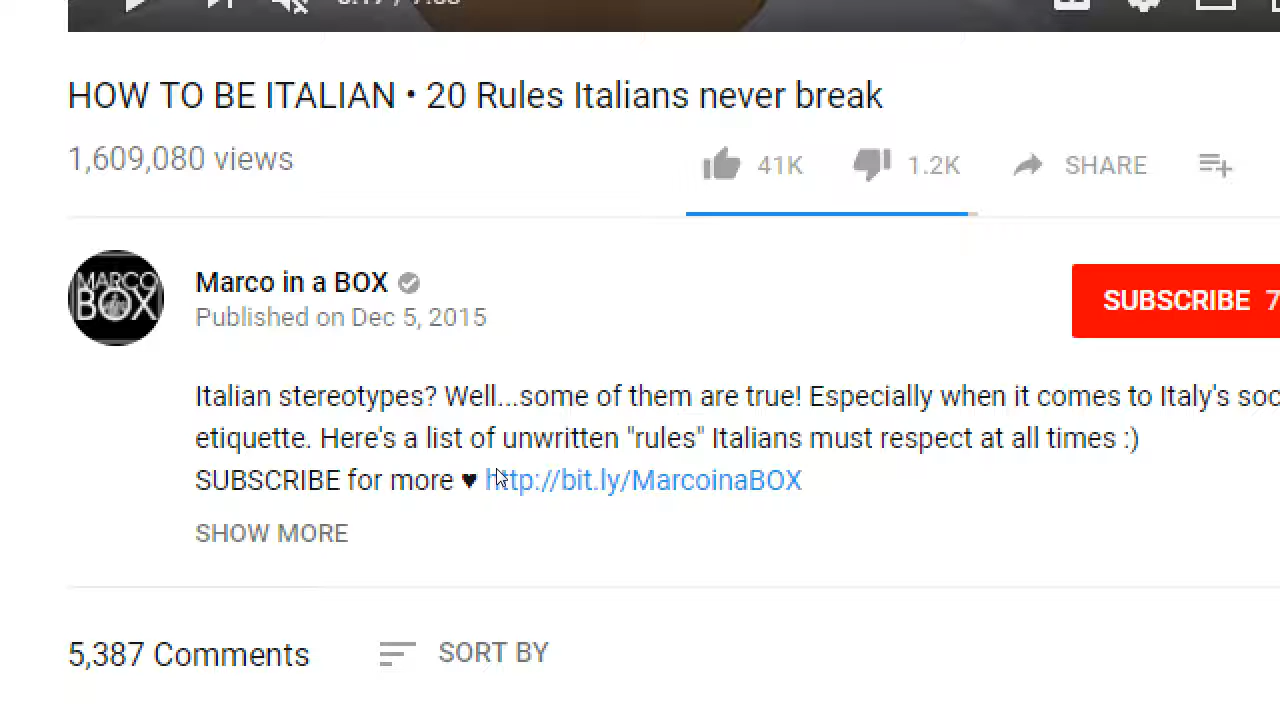 HOW TO BE ITALIAN • 20 Rules Italians never break
1,609,080 views
41K
1.2K
SHARE
MARCO
BOX
Marco in a BOX
Published on Dec 5, 2015
SUBSCRIBE 7
Italian stereotypes? Well...some of them are true! Especially when it comes to Italy's soc
etiquette. Here's a list of unwritten "rules" Italians must respect at all times :)
SUBSCRIBE for more ♥ http://bit.ly/MarcoinaBOX
SHOW MORE
5,387 Comments
SORT BY